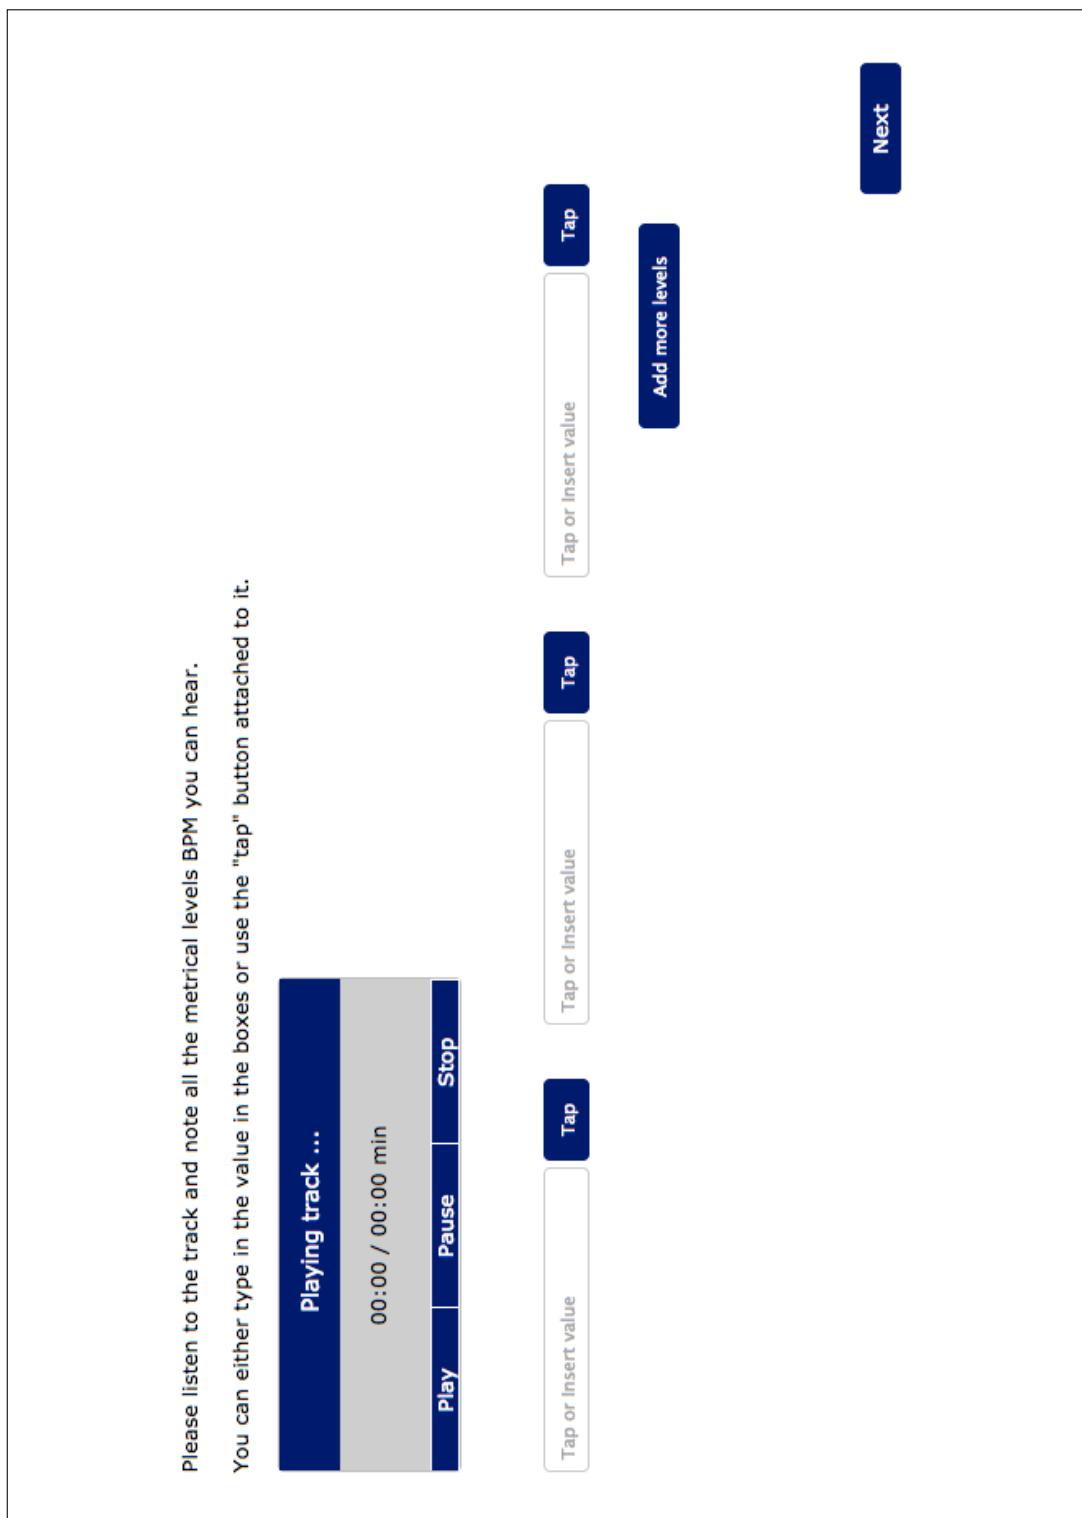 Please listen to the track and note all the metrical levels BPM you can hear.
You can either type in the value in the boxes or use the "tap" button attached to it.
Playing track ...
00:00 / 00:00 min
Play Pause Stop
Tap or Insert value Tap Tap or Insert value Tap Tap or Insert value Tap
Add more levels
Next